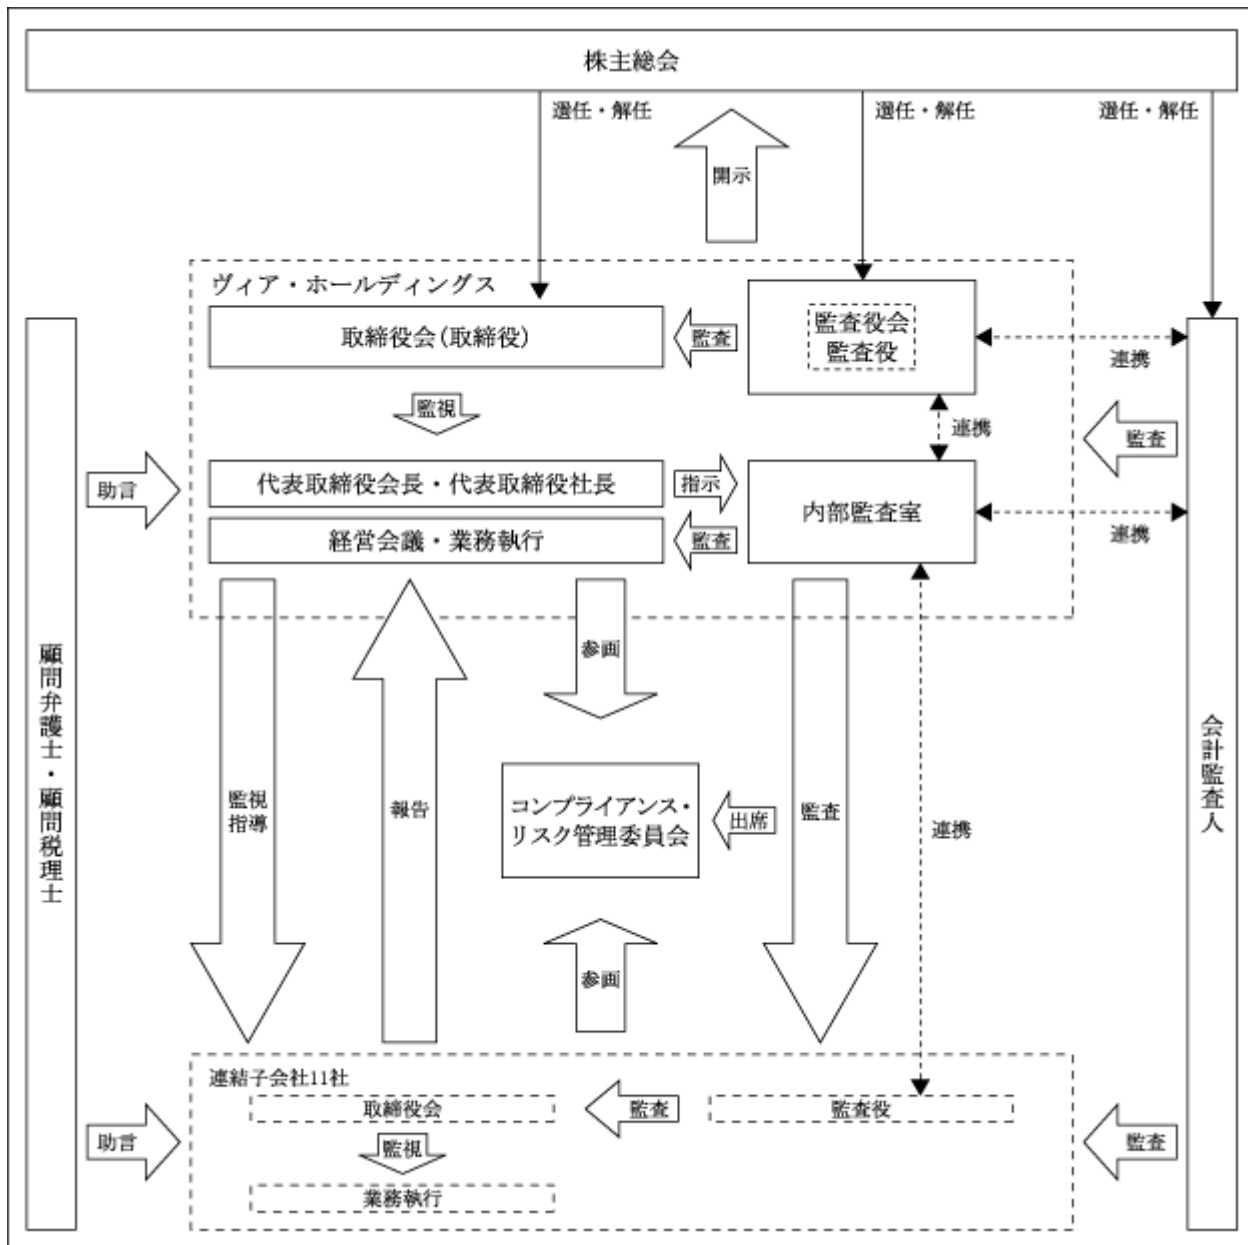 株主総会
選任・解任
選任・解任
選任・解任
開示
ヴィア・ホールディングス
取締役会(取締役)
監査
監査役会
監査役
連携
監視
連携
監査
助言
代表取締役会長・代表取締役社長
指示
内部監査室
経営会議・業務執行
監査
連携
参画
顧問弁護士・顧問税理士
会計監査人
監視
指導
報告
コンプライアンス・
リスク管理委員会
出席
監査
連携
参画
連結子会社11社
取締役会
監査
監査役
助言
監視
監査
業務執行